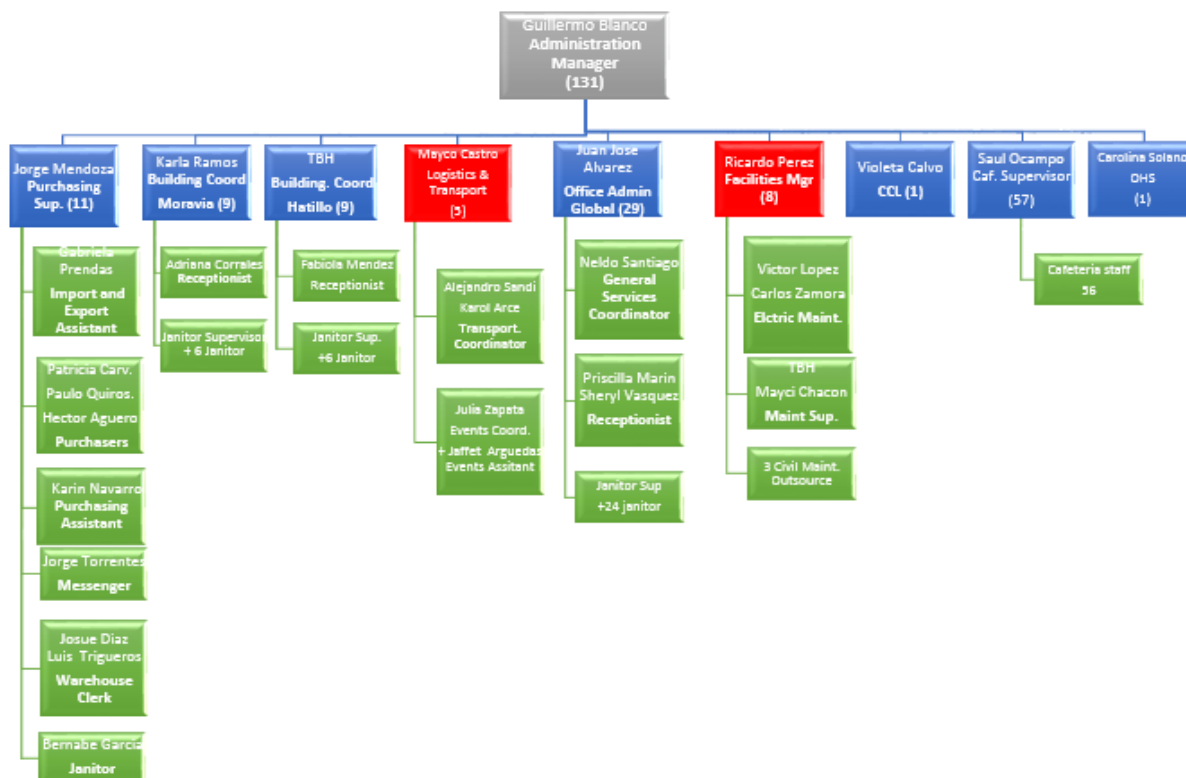 Guillermo Blanco
Administration
Manager
(131)
Jorge Mendoza
Purchasing
Sup. (11)
Karla Ramos
Building Coord
Moravia (9)
TBH
Building. Coord
Hatillo (9)
Mayco Castro
Logistics &
Transport
(5)
Juan Jose
Alvarez
Office Admin
Global (29)
Ricardo Perez
Facilities Mgr
(8)
Violeta Calvo
CCL (1)
Saul Ocampo
Caf. Supervisor
(57)
Carolina Solano
OHS
(1)
Gabriela
Prendas
Import and
Export
Assistant
Patricia Carv.
Paulo Quiros.
Hector Aguero
Purchasers
Karin Navarro
Purchasing
Assistant
Jorge Torrentes
Messenger
Josue Diaz
Luis Trigueros
Warehouse
Clerk
Bernabe Garcia
Janitor
Adriana Corrales
Receptionist
Janitor Supervisor
+ 6 Janitor
Fabiola Mendez
Receptionist
Janitor Sup.
+6 Janitor
Alejandro Sandi
Karol Arce
Transport.
Coordinator
Julia Zapata
Events Coord.
+ Jaffet Arguedas
Events Assitant
Neldo Santiago
General
Services
Coordinator
Priscilla Marin
Sheryl Vasquez
Receptionist
Janitor Sup
+24 janitor
Victor Lopez
Carlos Zamora
Elctric Maint.
TBH
Mayci Chacon
Maint Sup.
3 Civil Maint.
Outsource
Cafeteria staff
56